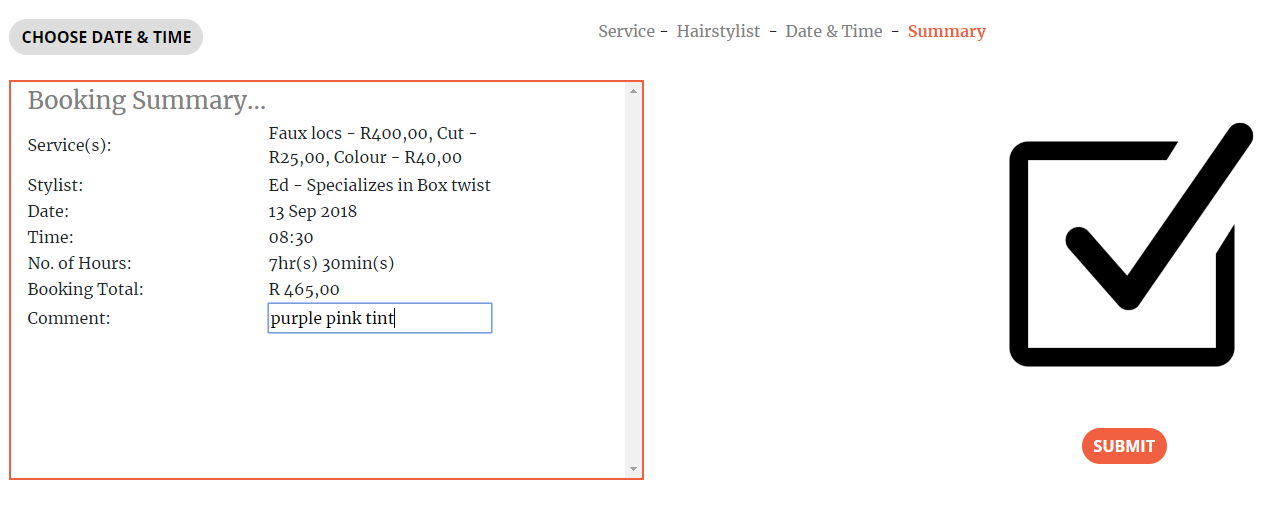 CHOOSE DATE & TIME
Service - Hairstylist - Date & Time - Summary
Booking Summary...
Service(s): Faux locs - R400,00, Cut -
R25,00, Colour - R40,00
Stylist: Ed - Specializes in Box twist
Date: 13 Sep 2018
Time: 08:30
No. of Hours: 7hr(s) 30min(s)
Booking Total: R 465,00
Comment: purple pink tint
SUBMIT